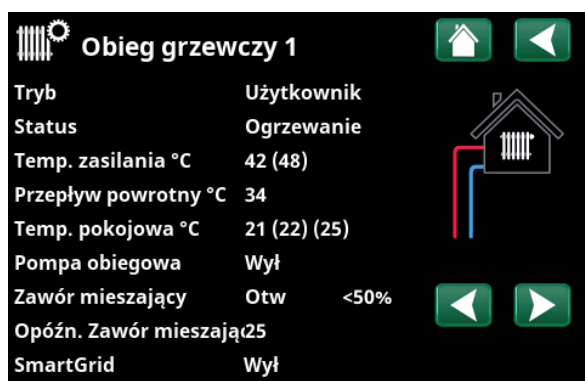 Obieg grzewczy 1
Tryb Użytkownik
Status Ogrzewanie
Temp. zasilania °C 42 (48)
Przepływ powrotny °C 34
Temp. pokojowa °C 21 (22) (25)
Pompa obiegowa Wył
Zawór mieszający Otw <50%
Opóźn. Zawór mieszają 25
SmartGrid Wył